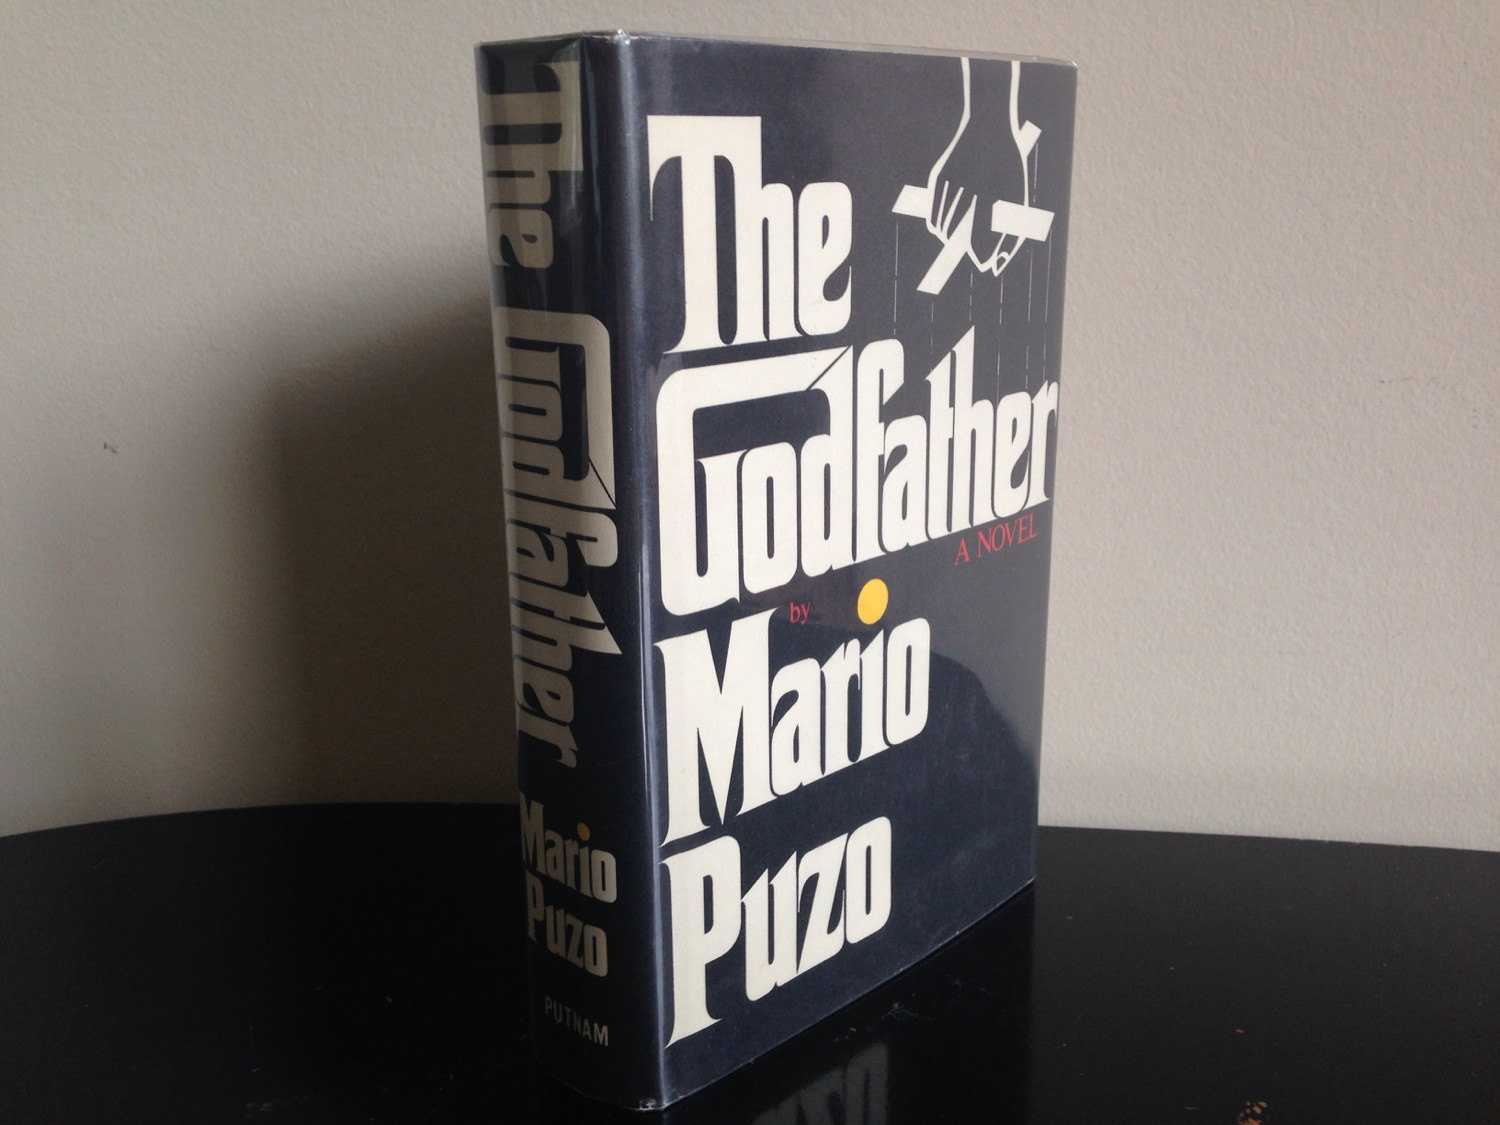 The
Godfather
A NOVEL
by
Mario
Puzo
The Godfather
Mario
Puzo
PUTNAM